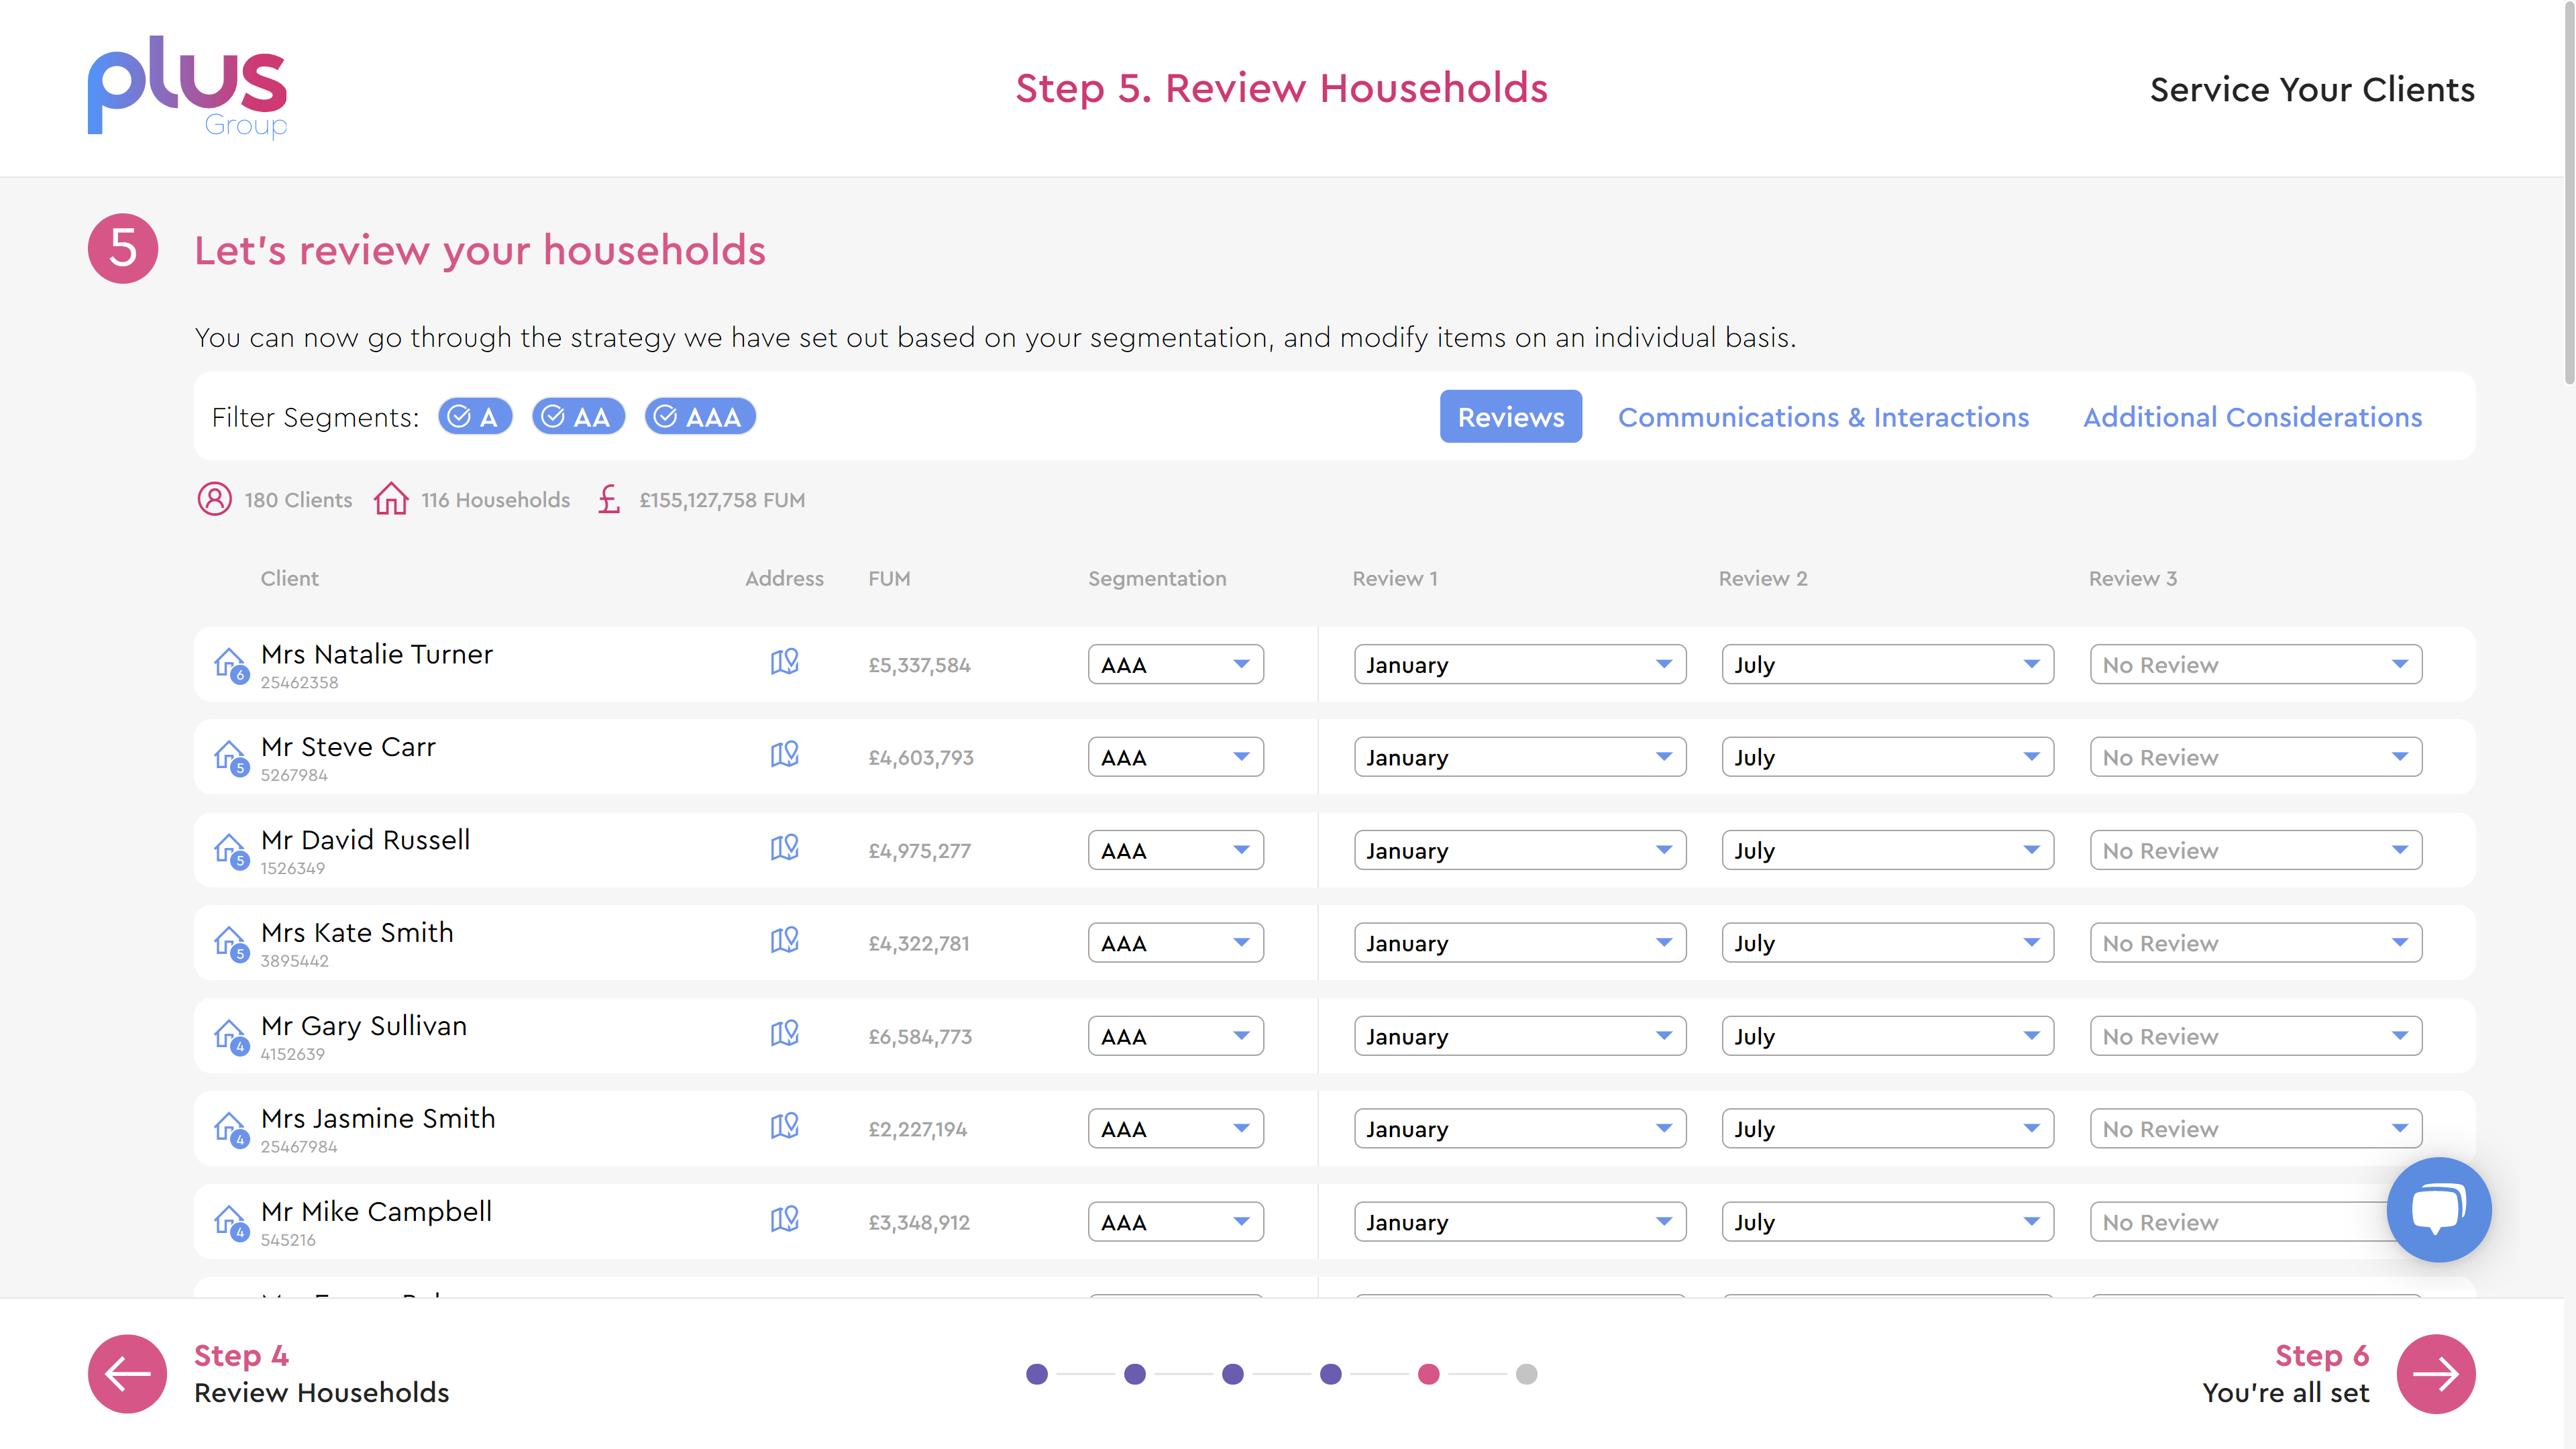 plus
Group
Step 5. Review Households
Service Your Clients
5
Let's review your households
You can now go through the strategy we have set out based on your segmentation, and modify items on an individual basis.
Filter Segments: A AA AAA
Reviews Communications & Interactions Additional Considerations
180 Clients 116 Households £ £155,127,758 FUM
Client Address FUM Segmentation Review 1 Review 2 Review 3
6 Mrs Natalie Turner £5,337,584 AAA January July No Review
25462358
5 Mr Steve Carr £4,603,793 AAA January July No Review
5267984
5 Mr David Russell £4,975,277 AAA January July No Review
1526349
5 Mrs Kate Smith £4,322,781 AAA January July No Review
3895442
4 Mr Gary Sullivan £6,584,773 AAA January July No Review
4152639
4 Mrs Jasmine Smith £2,227,194 AAA January July No Review
25467984
4 Mr Mike Campbell £3,348,912 AAA January July No Review
545216
Step 4
Review Households
Step 6
You're all set